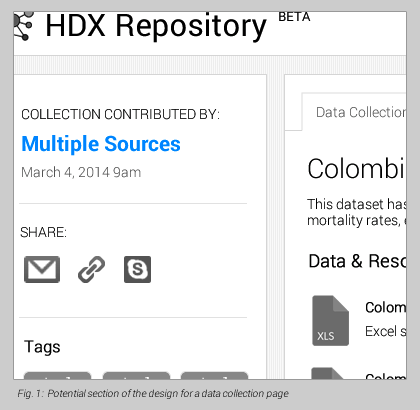 HDX Repository BETA
COLLECTION CONTRIBUTED BY:
Multiple Sources
March 4, 2014 9am
SHARE:
Tags
Data Collection
Colombi
This dataset has
mortality rates,
Data & Reso
XLS
Colom
Excel s
Colom
Fig. 1: Potential section of the design for a data collection page